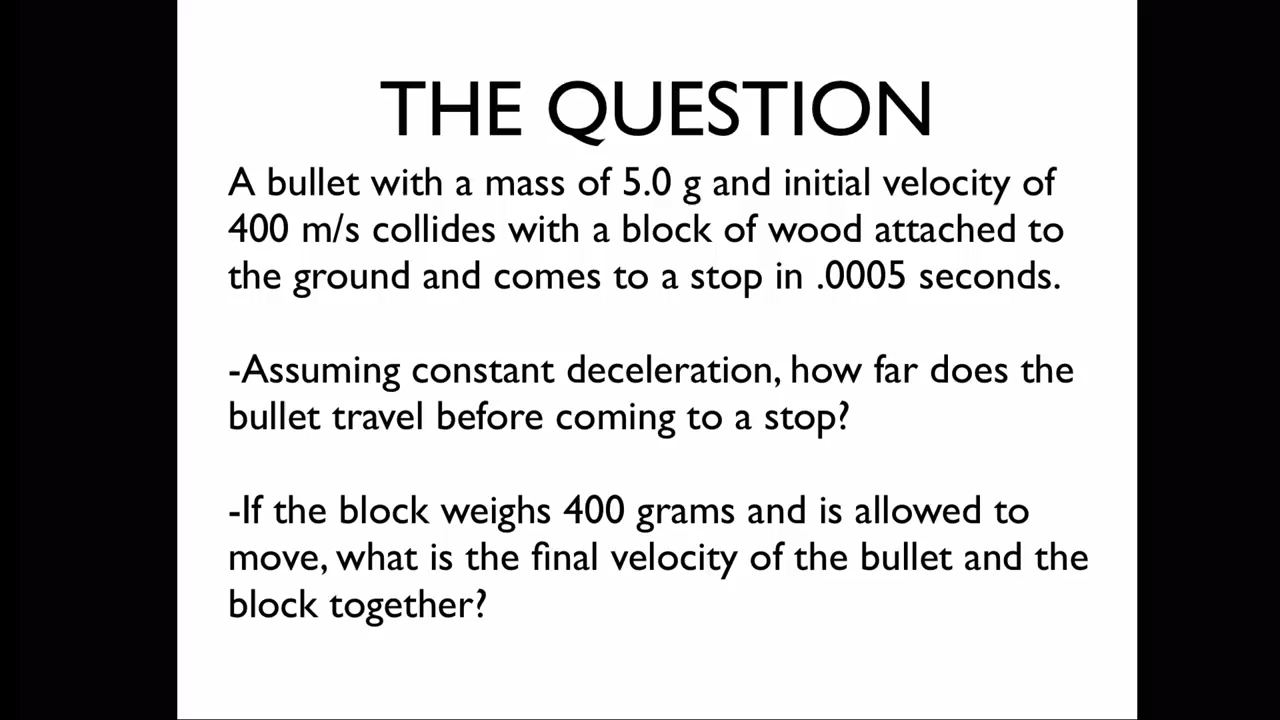 THE QUESTION
A bullet with a mass of 5.0 g and initial velocity of
400 m/s collides with a block of wood attached to
the ground and comes to a stop in .0005 seconds.
-Assuming constant deceleration, how far does the
bullet travel before coming to a stop?
-If the block weighs 400 grams and is allowed to
move, what is the final velocity of the bullet and the
block together?